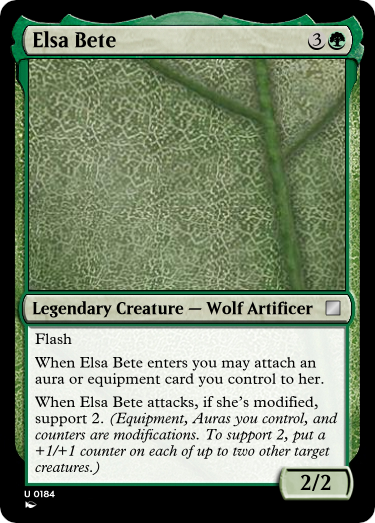 Elsa Bete 3
Legendary Creature — Wolf Artificer
Flash
When Elsa Bete enters you may attach an
aura or equipment card you control to her.
When Elsa Bete attacks, if she's modified,
support 2. (Equipment, Auras you control, and
counters are modifications. To support 2, put a
+1/+1 counter on each of up to two other target
creatures.)
2/2
U 0184